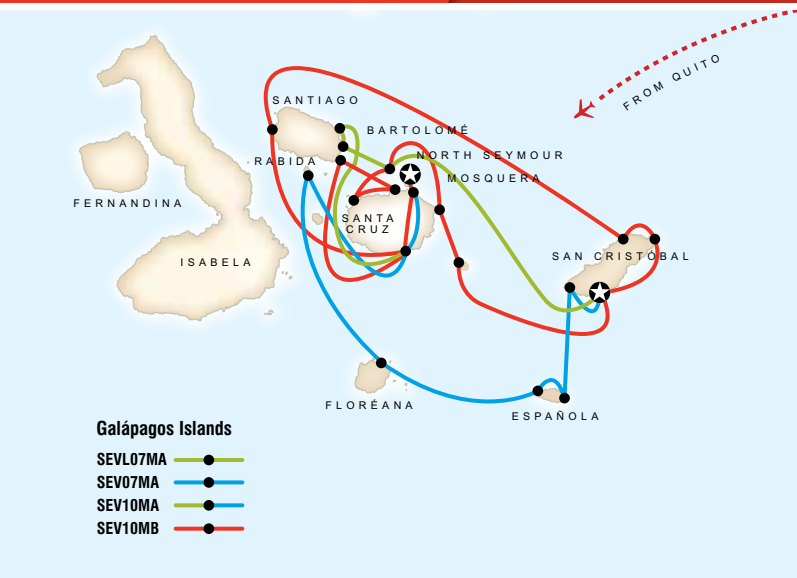 FROM QUITO
SANTIAGO
BARTOLOMÉ
NORTH SEYMOUR
RABIDA
MOSQUERA
FERNANDINA
SANTA
CRUZ
SAN CRISTÓBAL
ISABELA
FLORÉANA
ESPAÑOLA
Galápagos Islands
SEVL07MA
SEV07MA
SEV10MA
SEV10MB